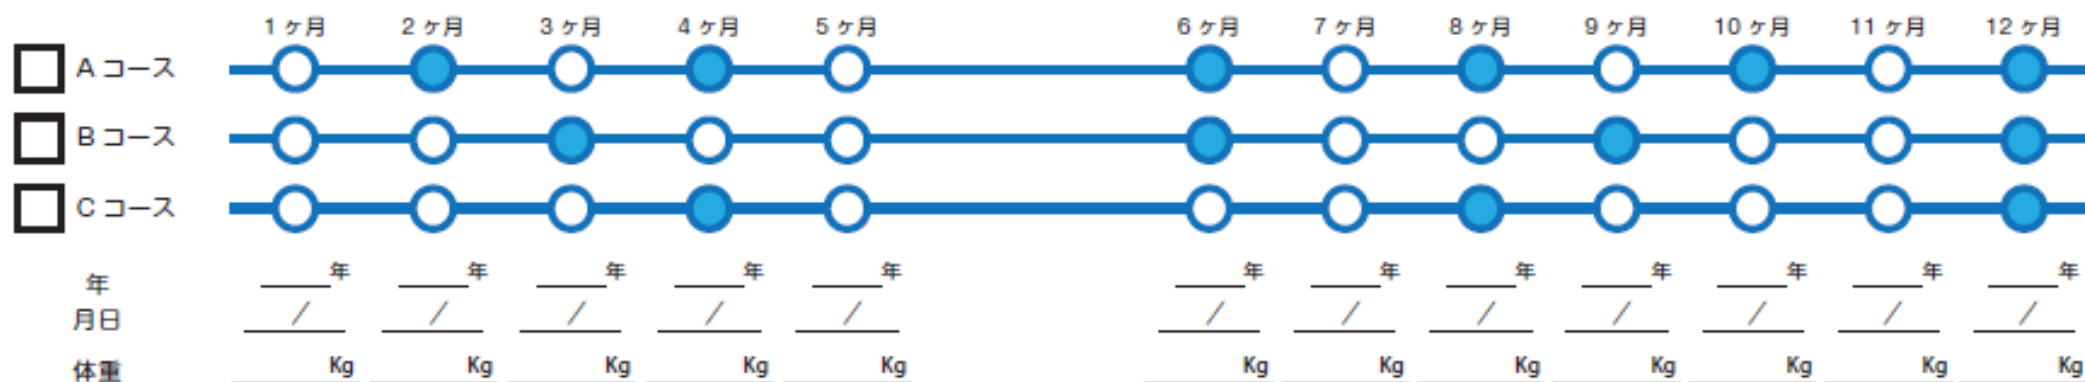 1ヶ月 2ヶ月 3ヶ月 4ヶ月 5ヶ月 6ヶ月 7ヶ月 8ヶ月 9ヶ月 10ヶ月 11ヶ月 12ヶ月
Aコース
Bコース
Cコース
年 年 年 年 年 年 年 年 年 年 年 年 年
月日 / / / / / / / / / / / /
体重 Kg Kg Kg Kg Kg Kg Kg Kg Kg Kg Kg Kg